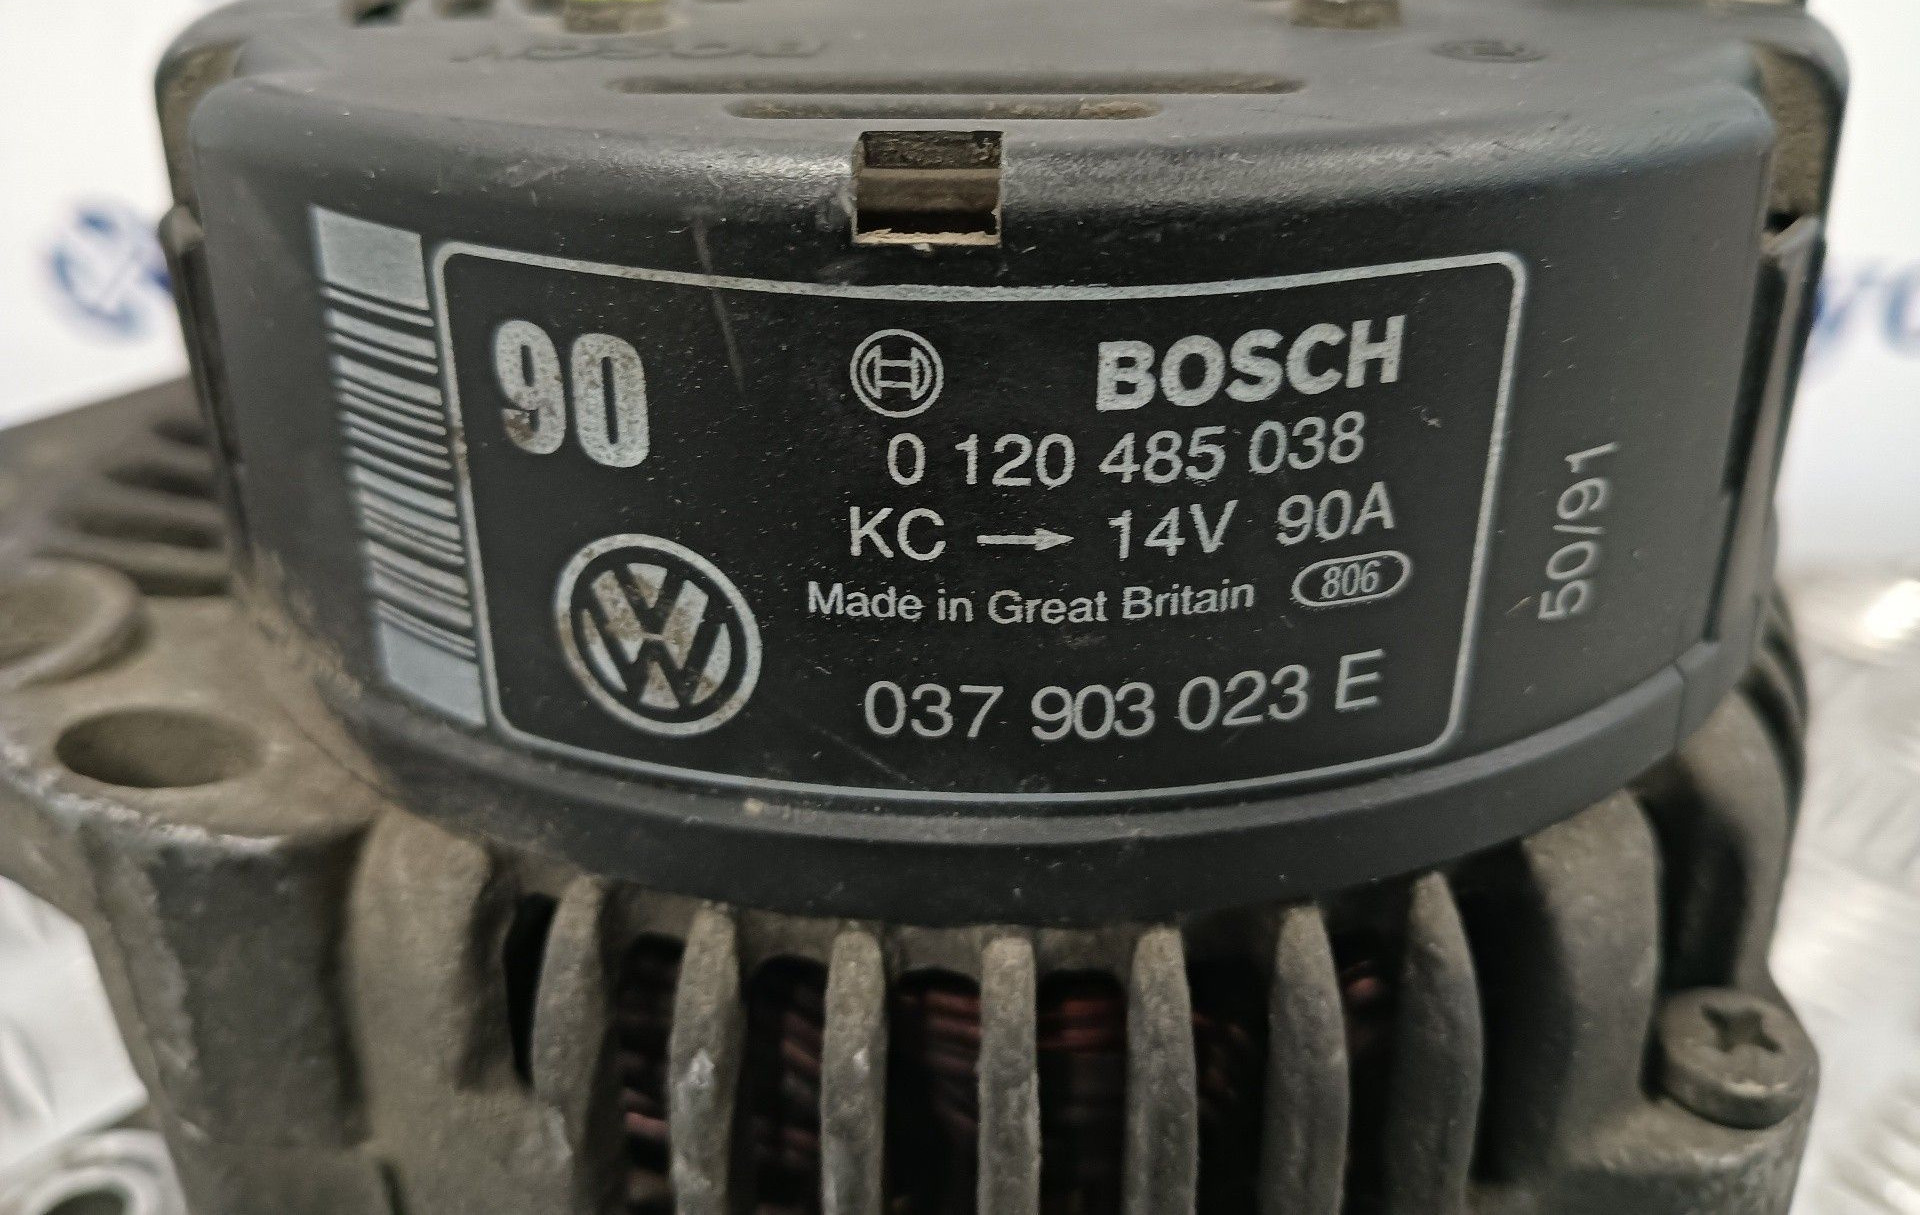 90
BOSCH
0 120 485 038
KC → 14V 90A
Made in Great Britain 806
VW
037 903 023 E
50/91